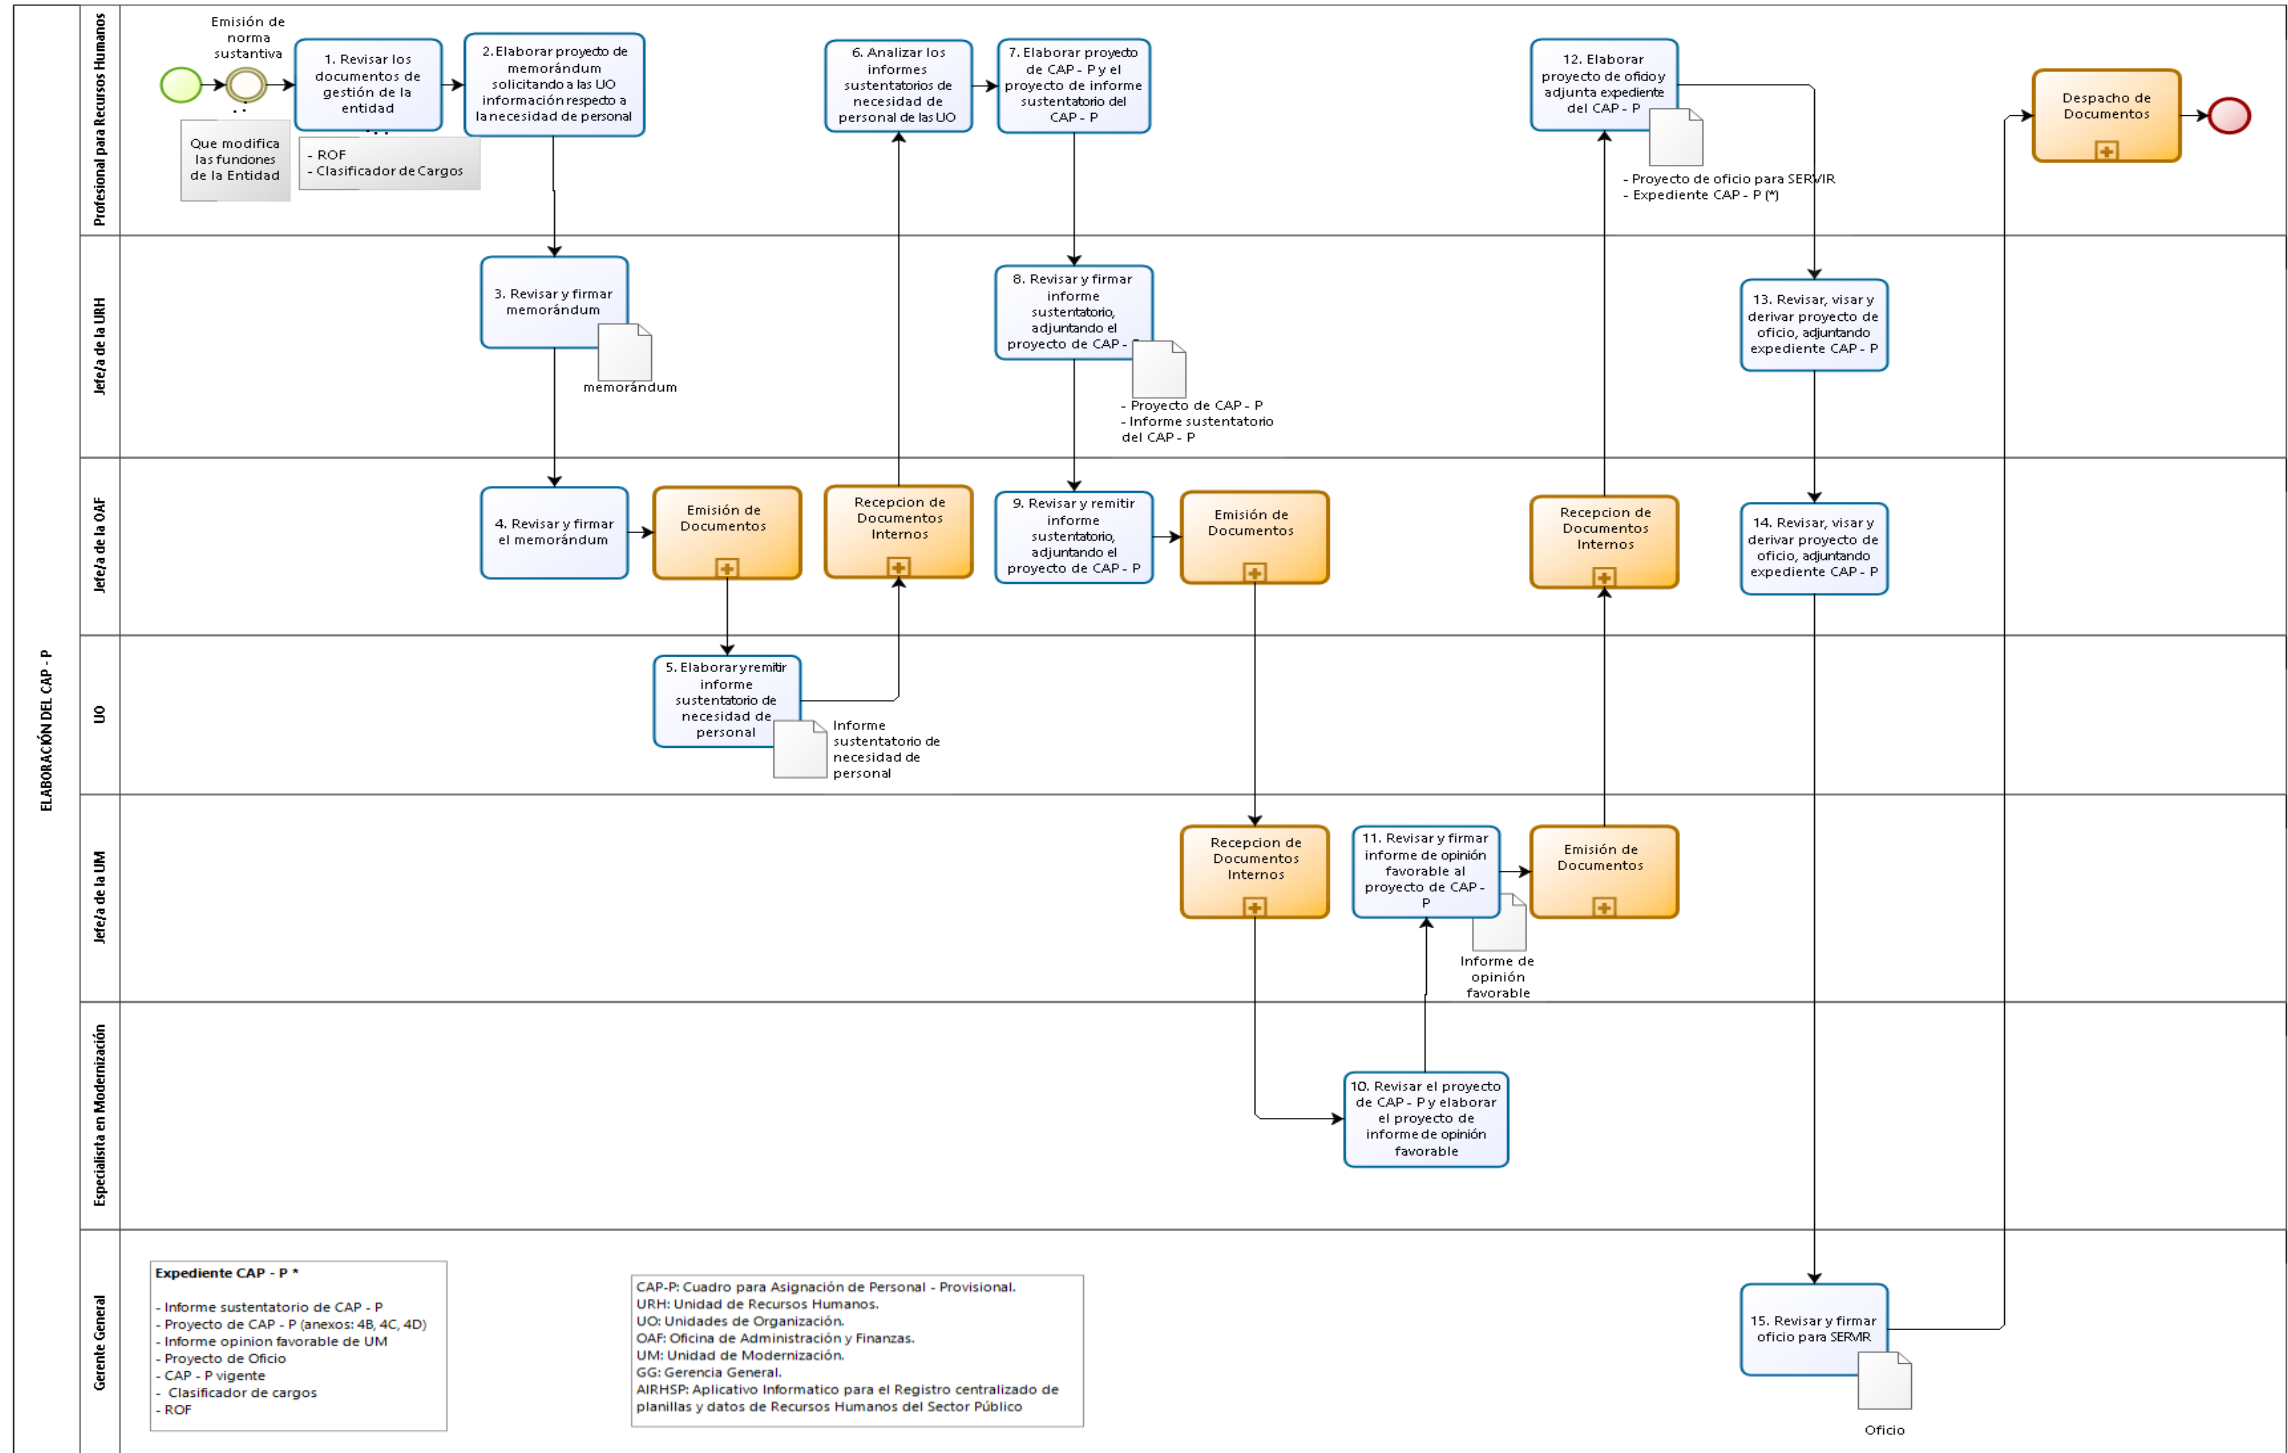 ELABORACIÓN DEL CAP - P
Profesional para Recursos Humanos
Emisión de
norma
sustantiva
Que modifica
las funciones
de la Entidad
1. Revisar los
documentos de
gestión de la
entidad
- ROF
- Clasificador de Cargos
2. Elaborar proyecto de
memorándum
solicitando a las UO
información respecto a
la necesidad de personal
6. Analizar los
informes
sustentatorios de
necesidad de
personal de las UO
7. Elaborar proyecto
de CAP - P y el
proyecto de informe
sustentatorio del
CAP - P
12. Elaborar
proyecto de oficio y
adjunta expediente
del CAP - P
- Proyecto de oficio para SERVIR
- Expediente CAP - P (*)
Despacho de
Documentos
Jefe/a de la URH
3. Revisar y firmar
memorándum
memorándum
8. Revisar y firmar
informe
sustentatorio,
adjuntando el
proyecto de CAP -
- Proyecto de CAP - P
- Informe sustentatorio
del CAP - P
13. Revisar, visar y
derivar proyecto de
oficio, adjuntando
expediente CAP - P
Jefe/a de la OAF
4. Revisar y firmar
el memorándum
Emisión de
Documentos
Recepcion de
Documentos
Internos
9. Revisar y remitir
informe
sustentatorio,
adjuntando el
proyecto de CAP - P
Emisión de
Documentos
Recepcion de
Documentos
Internos
14. Revisar, visar y
derivar proyecto de
oficio, adjuntando
expediente CAP - P
UO
5. Elaborar y remitir
informe
sustentatorio de
necesidad de
personal
Informe
sustentatorio de
necesidad de
personal
Jefe/a de la UM
Recepcion de
Documentos
Internos
11. Revisar y firmar
informe de opinión
favorable al
proyecto de CAP -
P
Informe de
opinión
favorable
Emisión de
Documentos
Especialisrta en Modernización
10. Revisar el proyecto
de CAP - P y elaborar
el proyecto de
informe de opinión
favorable
Gerente General
Expediente CAP - P *
- Informe sustentatorio de CAP - P
- Proyecto de CAP - P (anexos: 4B, 4C, 4D)
- Informe opinion favorable de UM
- Proyecto de Oficio
- CAP - P vigente
- Clasificador de cargos
- ROF
CAP-P: Cuadro para Asignación de Personal - Provisional.
URH: Unidad de Recursos Humanos.
UO: Unidades de Organización.
OAF: Oficina de Administración y Finanzas.
UM: Unidad de Modernización.
GG: Gerencia General.
AIRHSP: Aplicativo Informatico para el Registro centralizado de
planillas y datos de Recursos Humanos del Sector Público
15. Revisar y firmar
oficio para SERVIR
Oficio